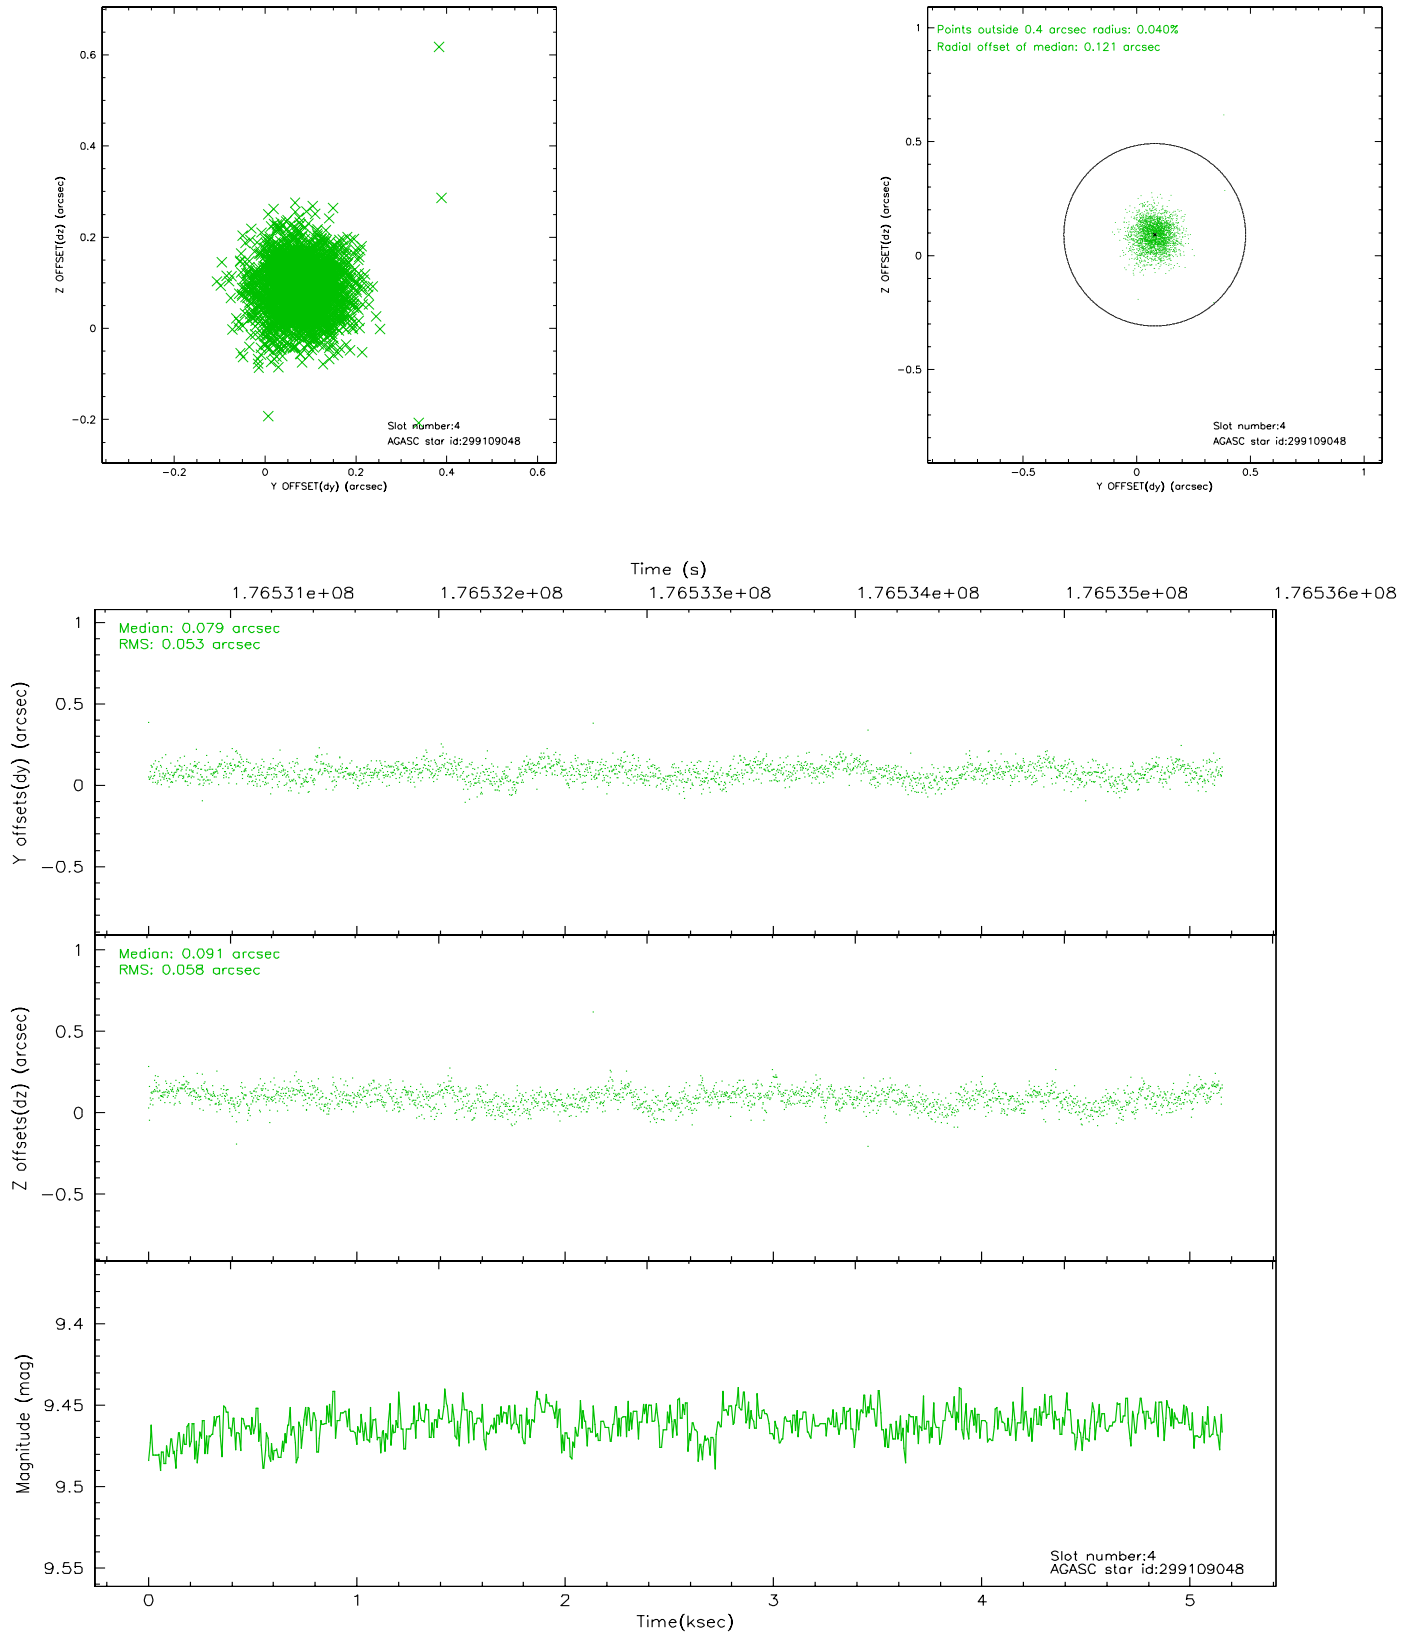 0.6
0.4
0.2
0
−0.2
Z OFFSET(dz) (arcsec)
Slot number:4
AGASC star id:299109048
−0.2 0 0.2 0.4 0.6
Y OFFSET(dy) (arcsec)
Points outside 0.4 arcsec radius: 0.040%
Radial offset of median: 0.121 arcsec
1
0.5
0
−0.5
Z OFFSET(dz) (arcsec)
Slot number:4
AGASC star id:299109048
−0.5 0 0.5 1
Y OFFSET(dy) (arcsec)
Time (s)
1.76531e+08 1.76532e+08 1.76533e+08 1.76534e+08 1.76535e+08 1.76536e+08
Median: 0.079 arcsec
RMS: 0.053 arcsec
1
0.5
0
−0.5
Y offsets(dy) (arcsec)
Median: 0.091 arcsec
RMS: 0.058 arcsec
1
0.5
0
−0.5
Z offsets(dz) (arcsec)
9.4
9.45
9.5
9.55
Magnitude (mag)
Slot number:4
AGASC star id:299109048
0 1 2 3 4 5
Time(ksec)